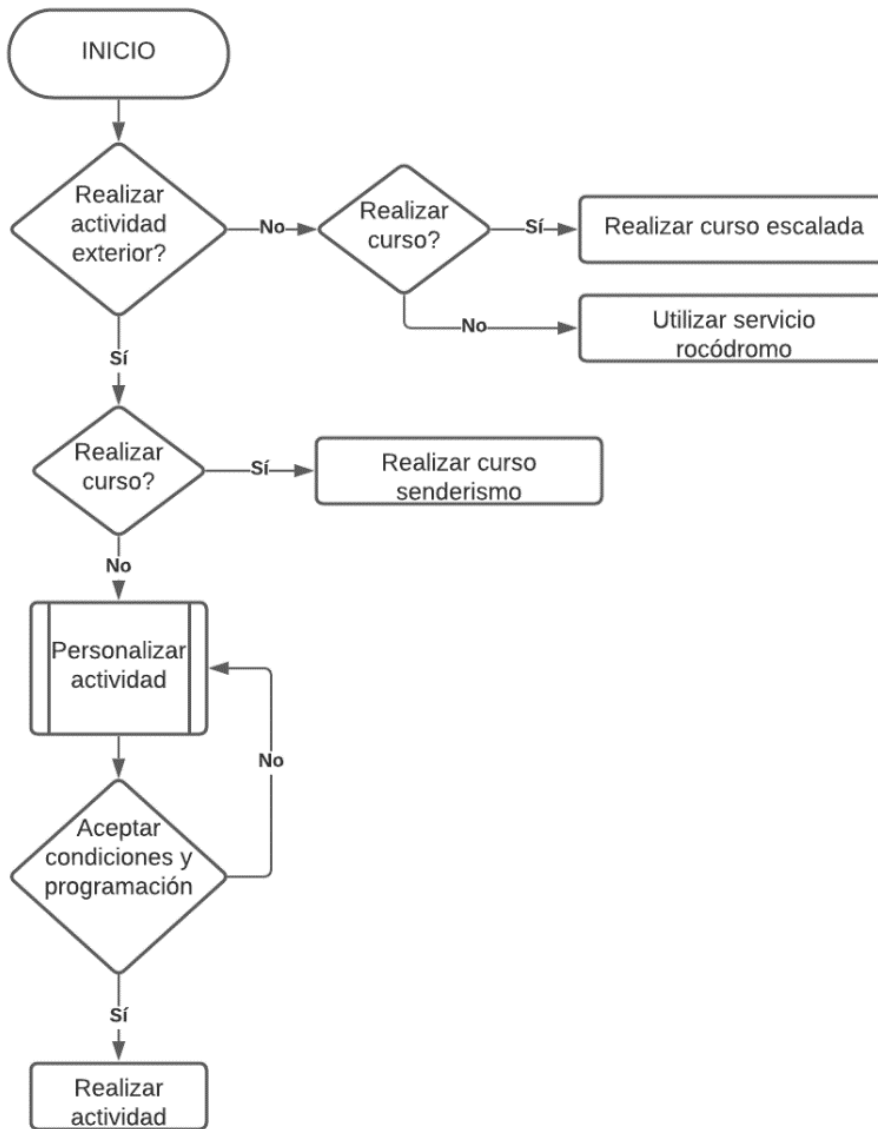 INICIO
Realizar
actividad
exterior?
No
Realizar
curso?
Sí
Realizar curso escalada
No
Utilizar servicio
rocódromo
Sí
Realizar
curso?
Sí
Realizar curso
senderismo
No
Personalizar
actividad
No
Aceptar
condiciones y
programación
Sí
Realizar
actividad